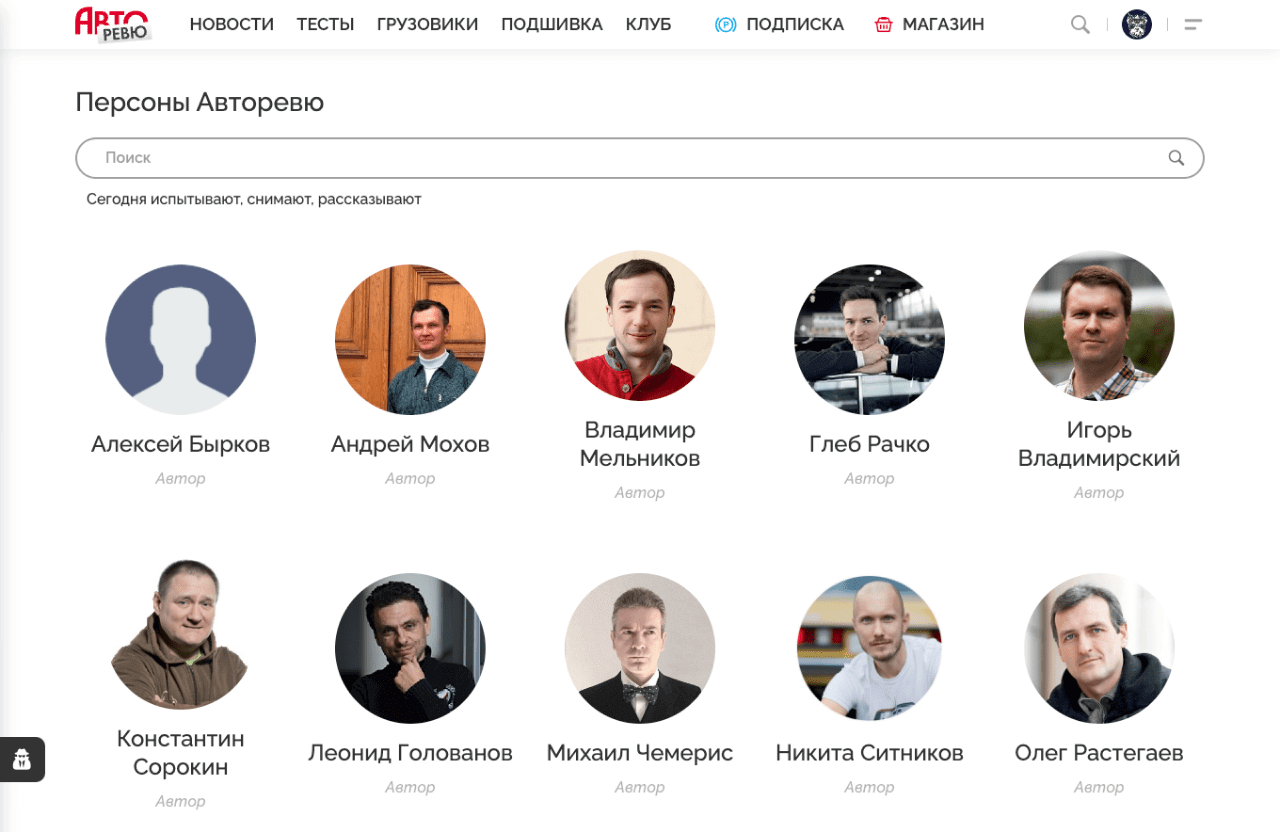 АВТО
РЕВЮ
НОВОСТИ ТЕСТЫ ГРУЗОВИКИ ПОДШИВКА КЛУБ ПОДПИСКА МАГАЗИН
Персоны Авторевю
Поиск
Сегодня испытывают, снимают, рассказывают
Алексей Бырков
Автор
Андрей Мохов
Автор
Владимир
Мельников
Автор
Глеб Рачко
Автор
Игорь
Владимирский
Автор
Константин
Сорокин
Автор
Леонид Голованов
Автор
Михаил Чемерис
Автор
Никита Ситников
Автор
Олег Растегаев
Автор